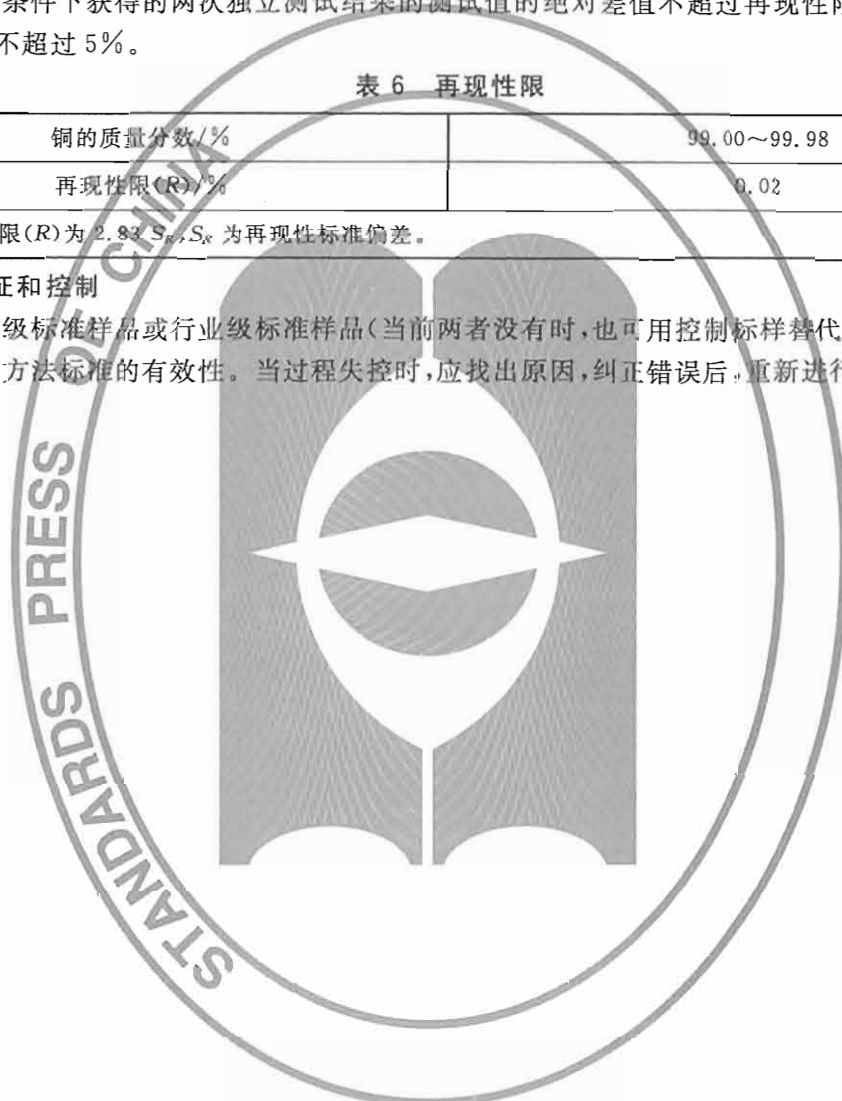 条件下获得的两次独立测试结果的测试值的绝对差值不超过再现性限
不超过5%。
表 6 再现性限
铜的质量分数/% 99.00～99.98
再现性限(R)/% 0.02
限(R)为 2.83 S_R,S_R 为再现性标准偏差。
证和控制
级标准样品或行业级标准样品(当前两者没有时,也可用控制标样替代
方法标准的有效性。当过程失控时,应找出原因,纠正错误后,重新进行
STANDARDS PRESS OF CHINA